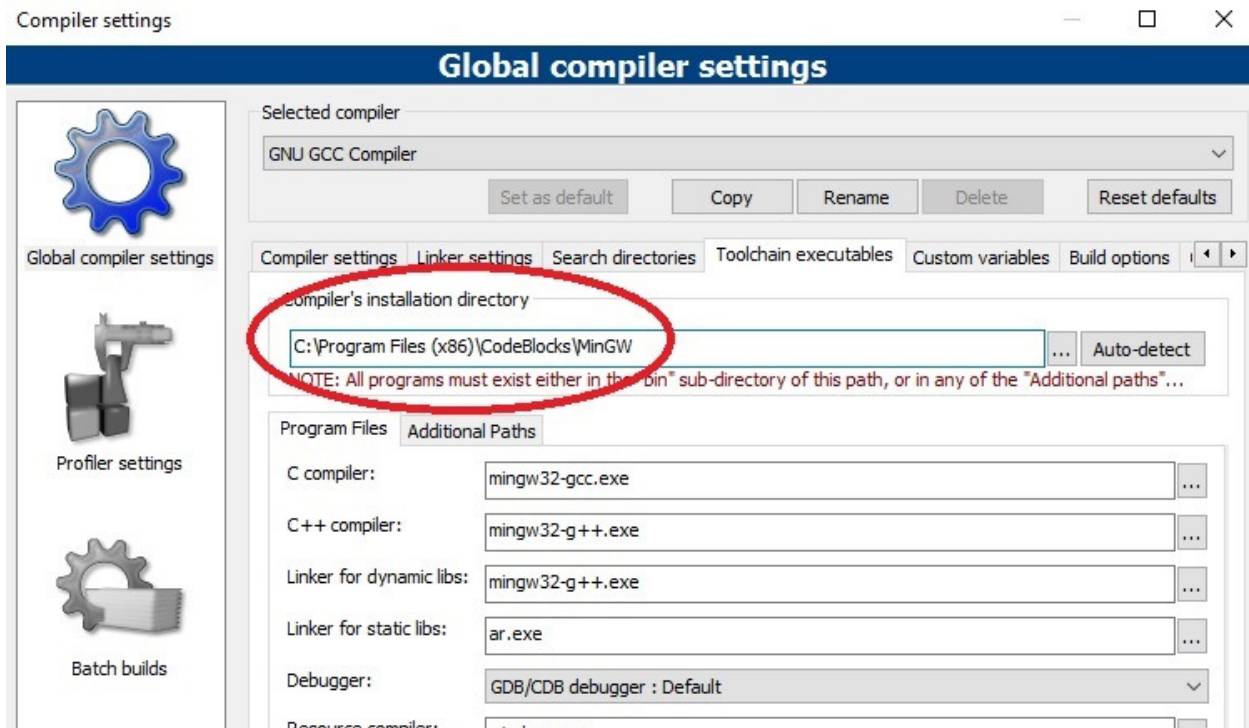 Compiler settings
Global compiler settings
Selected compiler
GNU GCC Compiler
Set as default Copy Rename Delete Reset defaults
Global compiler settings
Compiler settings Linker settings Search directories Toolchain executables Custom variables Build options
Compiler's installation directory
C:\Program Files (x86)\CodeBlocks\MinGW ... Auto-detect
NOTE: All programs must exist either in the "bin" sub-directory of this path, or in any of the "Additional paths"...
Program Files Additional Paths
Profiler settings
C compiler: mingw32-gcc.exe ...
C++ compiler: mingw32-g++.exe ...
Linker for dynamic libs: mingw32-g++.exe ...
Linker for static libs: ar.exe ...
Batch builds
Debugger: GDB/CDB debugger : Default
Resource compiler: